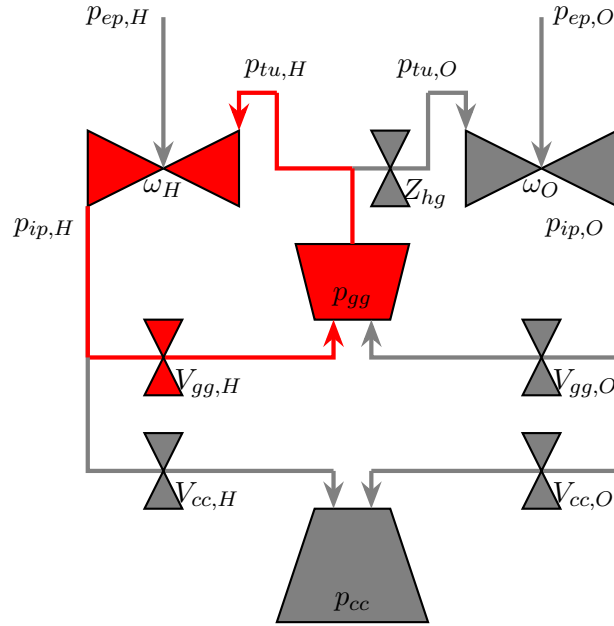 p_{ep,H}
p_{ep,O}
p_{tu,H}
p_{tu,O}
ω_H
Z_{hg}
ω_O
p_{ip,H}
p_{ip,O}
p_{gg}
V_{gg,H}
V_{gg,O}
V_{cc,H}
V_{cc,O}
p_{cc}